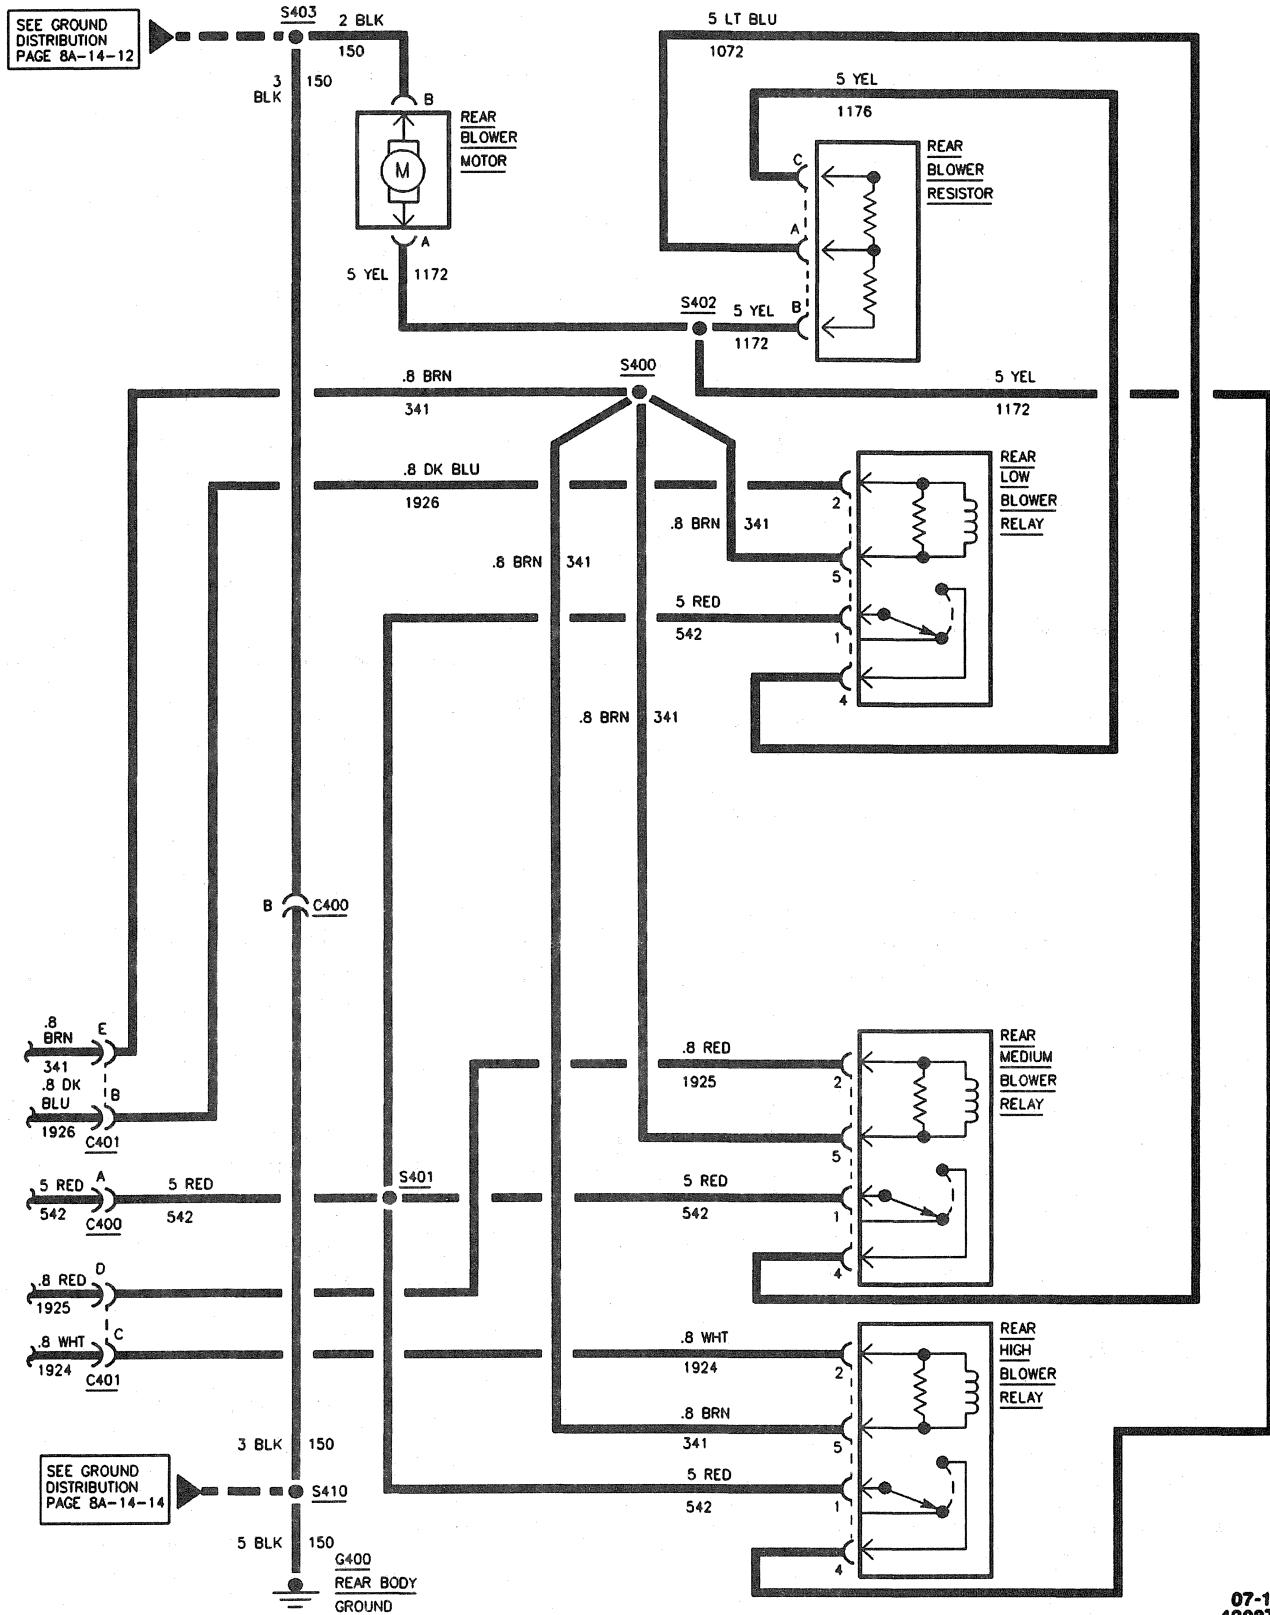 SEE GROUND
DISTRIBUTION
PAGE 8A-14-12
S403
2 BLK
150
3
BLK
150
B
REAR
BLOWER
MOTOR
M
A
5 YEL
1172
5 LT BLU
1072
5 YEL
1176
C
A
B
REAR
BLOWER
RESISTOR
S402
5 YEL
1172
S400
.8 BRN
341
5 YEL
1172
.8 DK BLU
1926
.8 BRN
341
.8 BRN
341
5 RED
542
.8 BRN
341
2
5
1
4
REAR
LOW
BLOWER
RELAY
B
C400
.8
BRN
341
E
.8 DK
BLU
1926
B
C401
5 RED
542
A
C400
5 RED
542
S401
.8 RED
1925
D
.8 WHT
1924
C
C401
.8 RED
1925
5 RED
542
2
5
1
4
REAR
MEDIUM
BLOWER
RELAY
.8 WHT
1924
.8 BRN
341
5 RED
542
2
5
1
4
REAR
HIGH
BLOWER
RELAY
3 BLK
150
SEE GROUND
DISTRIBUTION
PAGE 8A-14-14
S410
5 BLK
150
G400
REAR BODY
GROUND
07-1